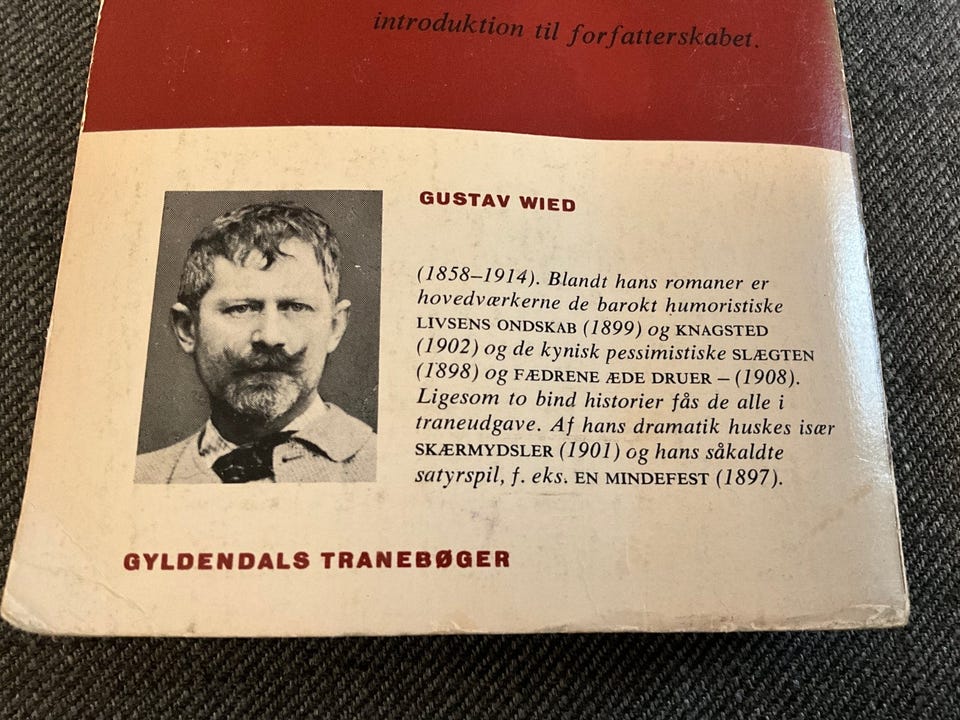 introduktion til forfatterskabet.
GUSTAV WIED
(1858–1914). Blandt hans romaner er
hovedværkerne de barokt humoristiske
LIVSENS ONDSKAB (1899) og KNAGSTED
(1902) og de kynisk pessimistiske SLÆGTEN
(1898) og FÆDRENE ÆDE DRUER – (1908).
Ligesom to bind historier fås de alle i
traneudgave. Af hans dramatik huskes især
SKÆRMYDSLER (1901) og hans såkaldte
satyrspil, f. eks. EN MINDEFEST (1897).
GYLDENDALS TRANEBØGER